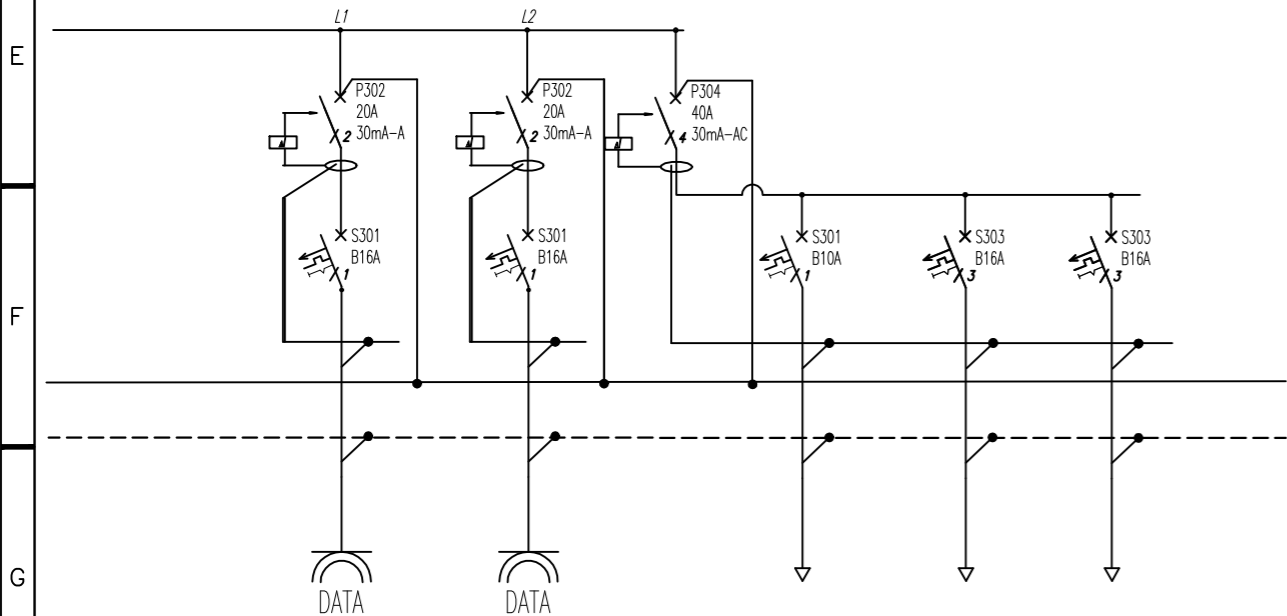 E
L1
L2
P302
20A
2 30mA-A
P302
20A
2 30mA-A
P304
40A
4 30mA-AC
S301
B16A
1
S301
B16A
1
S301
B10A
1
S303
B16A
3
S303
B16A
3
F
G
DATA
DATA